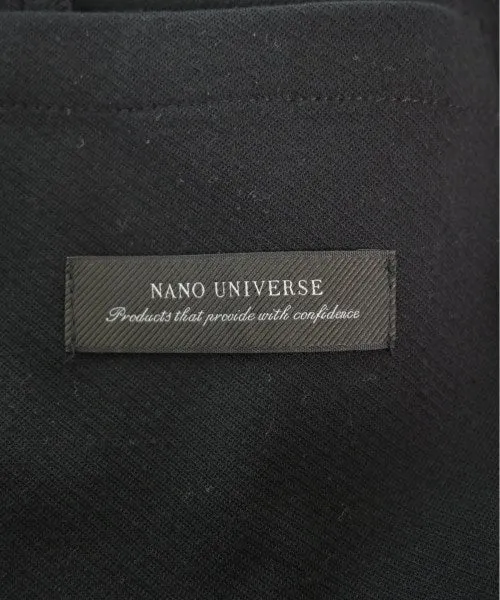 NANO UNIVERSE
Products that provide with confidence